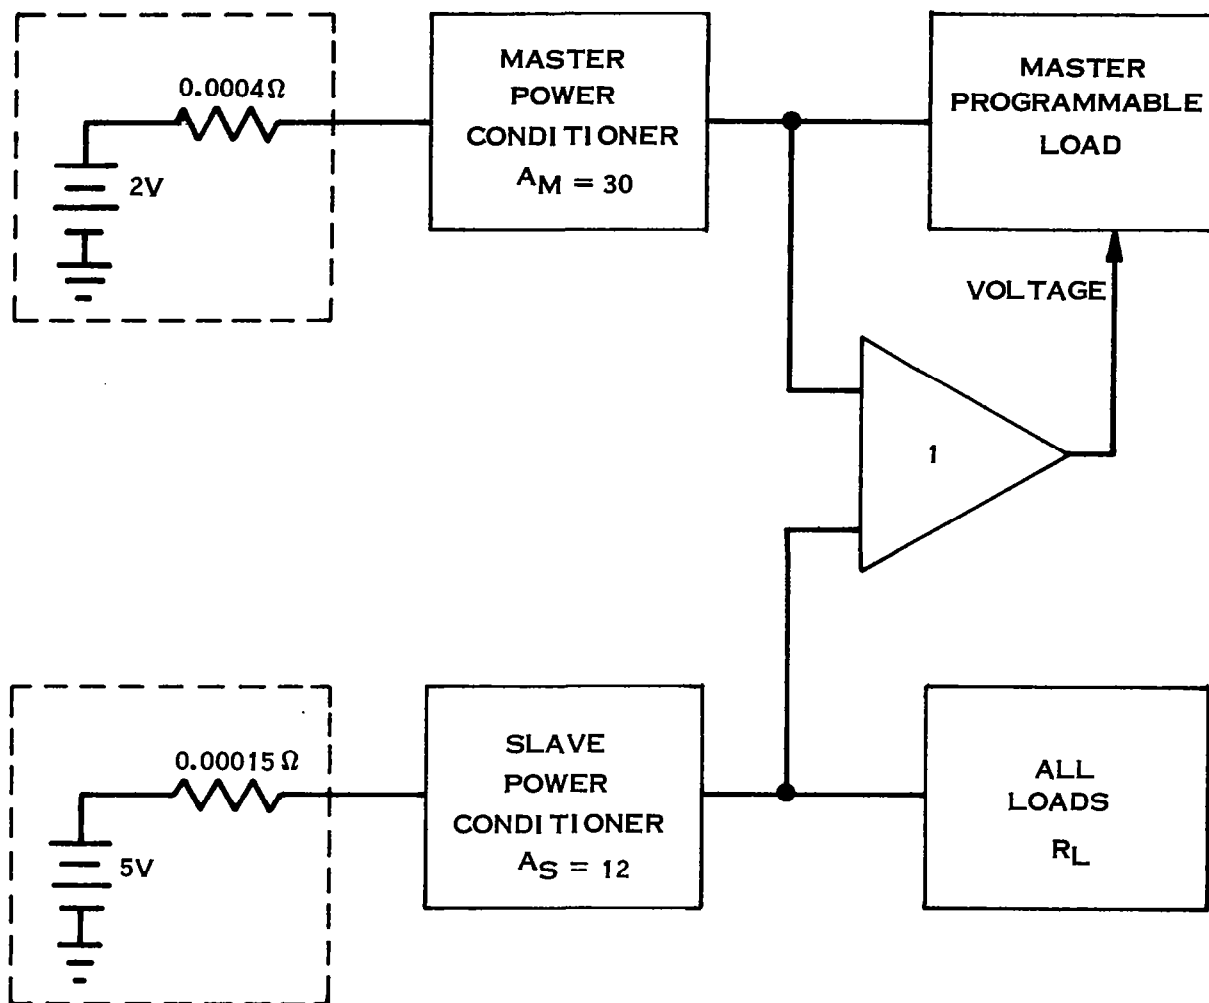 0.0004Ω
2V
MASTER
POWER
CONDITIONER
AM = 30
MASTER
PROGRAMMABLE
LOAD
VOLTAGE
1
0.00015Ω
5V
SLAVE
POWER
CONDITIONER
AS = 12
ALL
LOADS
RL